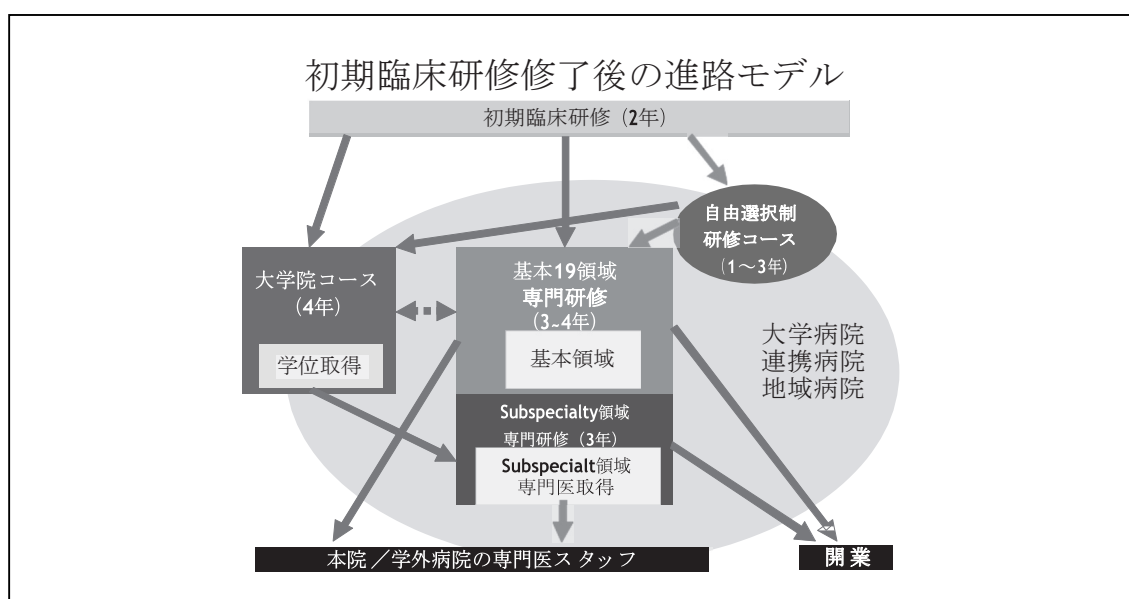 初期臨床研修修了後の進路モデル
初期臨床研修（2年）
自由選択制
研修コース
（1～3年）
大学院コース
（4年）
学位取得
基本19領域
専門研修
（3~4年）
基本領域
大学病院
連携病院
地域病院
Subspecialty領域
専門研修（3年）
Subspecialt領域
専門医取得
本院／学外病院の専門医スタッフ
開業